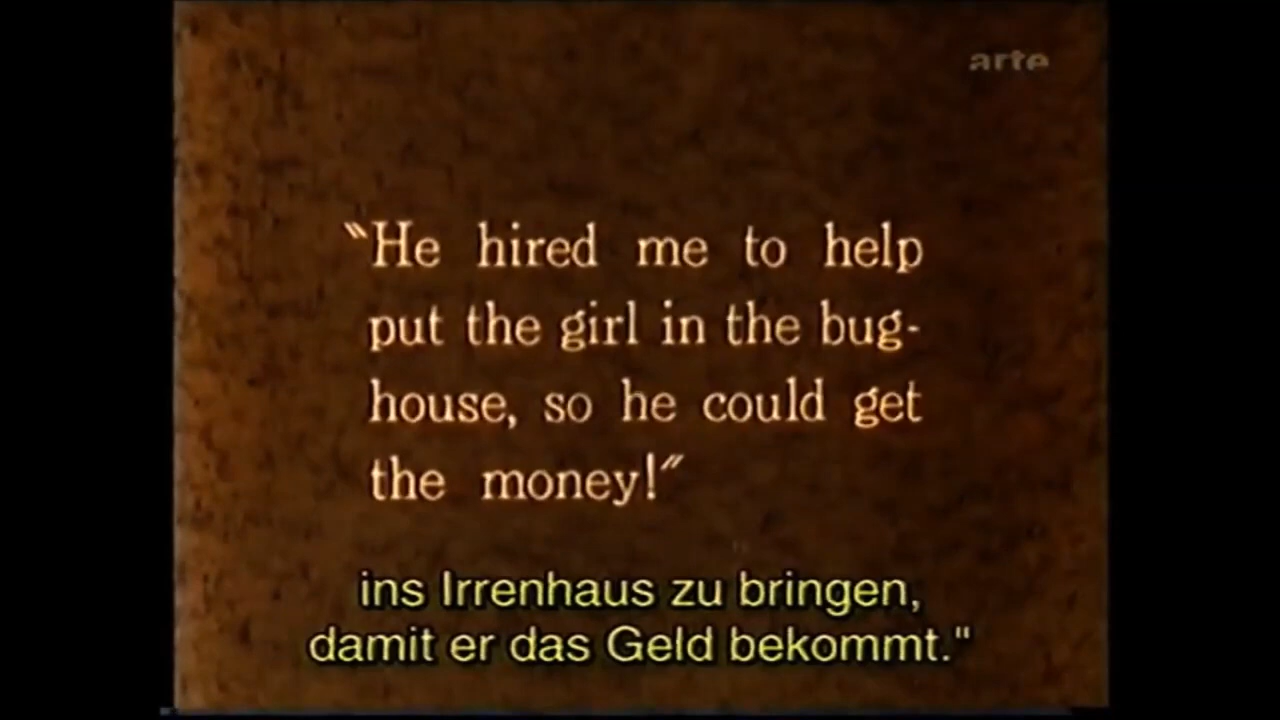 arte
"He hired me to help
put the girl in the bug-
house, so he could get
the money!"
ins Irrenhaus zu bringen,
damit er das Geld bekommt."